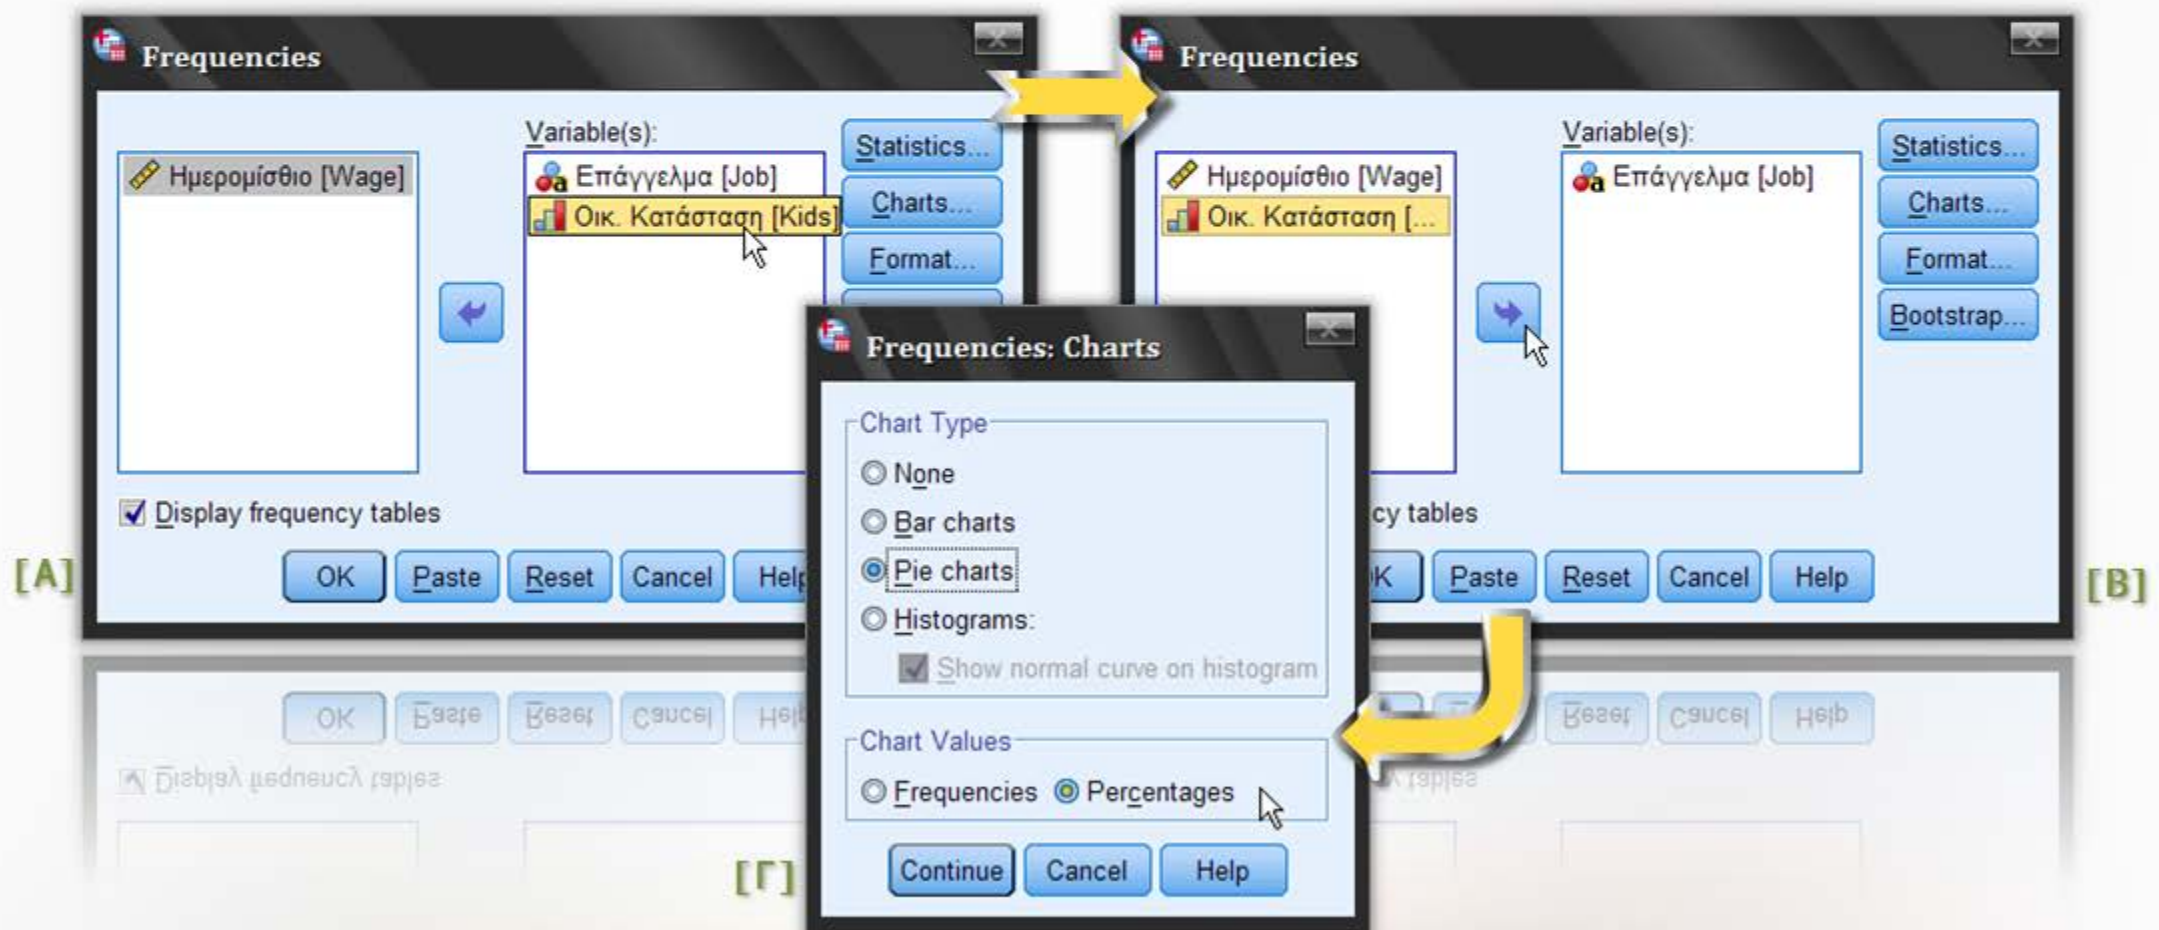 Frequencies
Variable(s):
Ημερομίσθιο [Wage]
Επάγγελμα [Job]
Οικ. Κατάσταση [Kids]
Statistics...
Charts...
Format...
Display frequency tables
OK Paste Reset Cancel Help
[A]
Frequencies
Variable(s):
Ημερομίσθιο [Wage]
Οικ. Κατάσταση [...
Επάγγελμα [Job]
Statistics...
Charts...
Format...
Bootstrap...
cy tables
K Paste Reset Cancel Help
[B]
Frequencies: Charts
Chart Type
None
Bar charts
Pie charts
Histograms:
Show normal curve on histogram
Chart Values
Frequencies Percentages
Continue Cancel Help
[Γ]